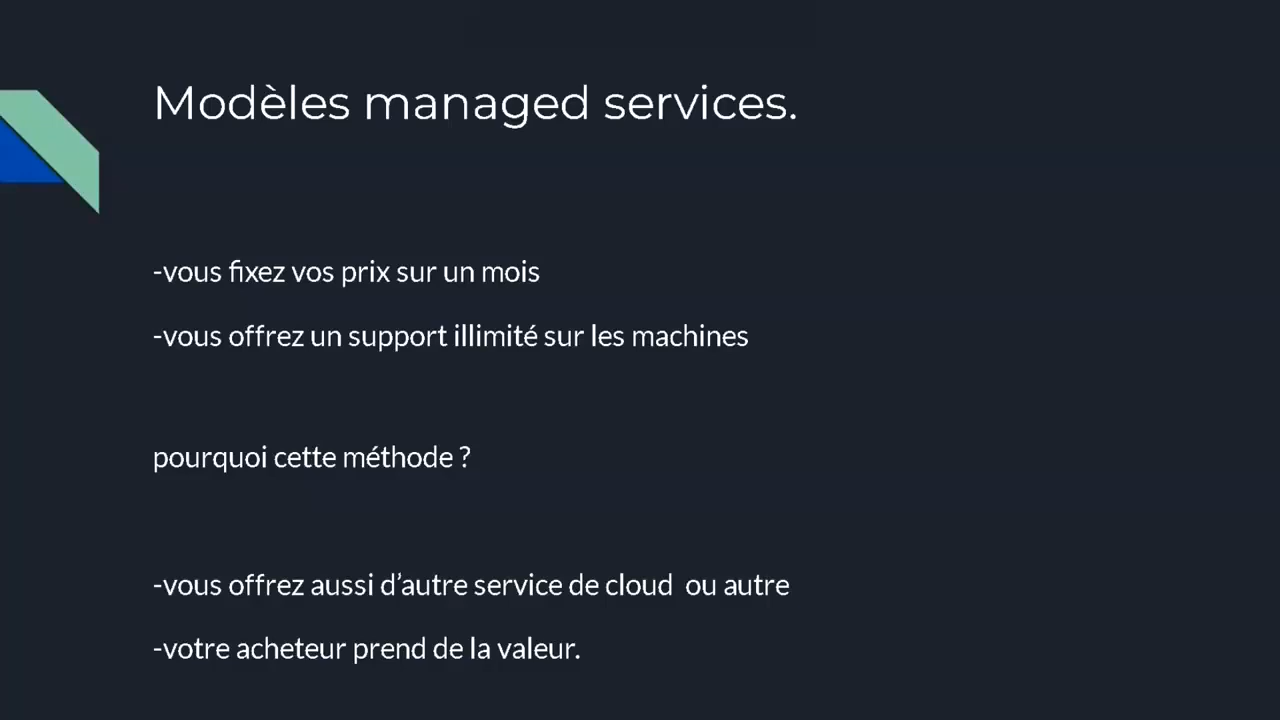 Modèles managed services.
-vous fixez vos prix sur un mois
-vous offrez un support illimité sur les machines
pourquoi cette méthode ?
-vous offrez aussi d’autre service de cloud  ou autre
-votre acheteur prend de la valeur.